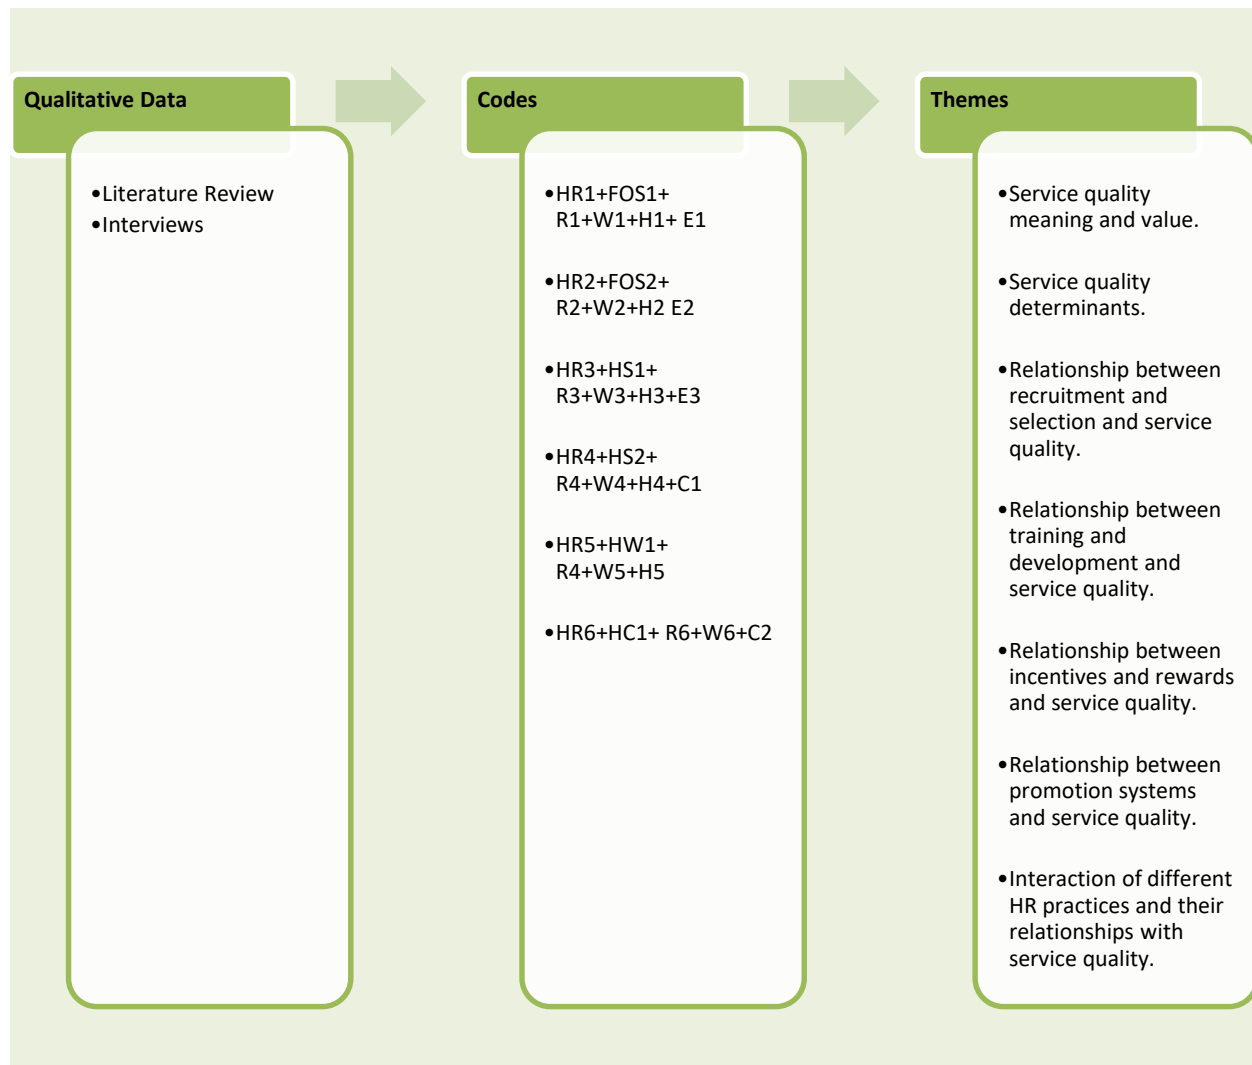 Qualitative Data
•Literature Review
•Interviews
Codes
•HR1+FOS1+
R1+W1+H1+ E1
•HR2+FOS2+
R2+W2+H2 E2
•HR3+HS1+
R3+W3+H3+E3
•HR4+HS2+
R4+W4+H4+C1
•HR5+HW1+
R4+W5+H5
•HR6+HC1+ R6+W6+C2
Themes
•Service quality
meaning and value.
•Service quality
determinants.
•Relationship between
recruitment and
selection and service
quality.
•Relationship between
training and
development and
service quality.
•Relationship between
incentives and rewards
and service quality.
•Relationship between
promotion systems
and service quality.
•Interaction of different
HR practices and their
relationships with
service quality.